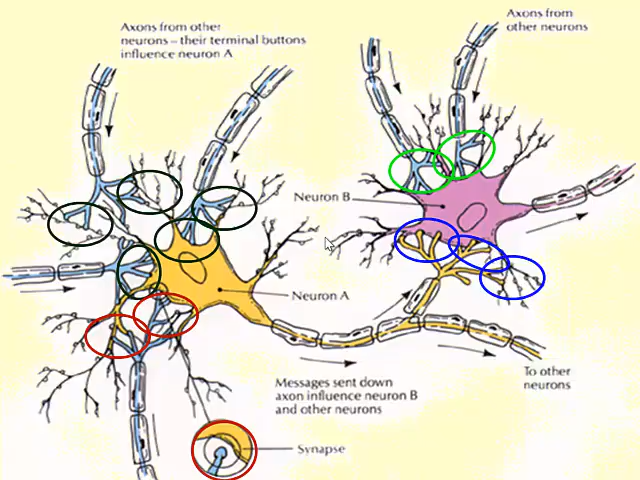 Axons from other
neurons – their terminal buttons
influence neuron A
Axons from
other neurons
Neuron B
Neuron A
Messages sent down
axon influence neuron B
and other neurons
To other
neurons
Synapse